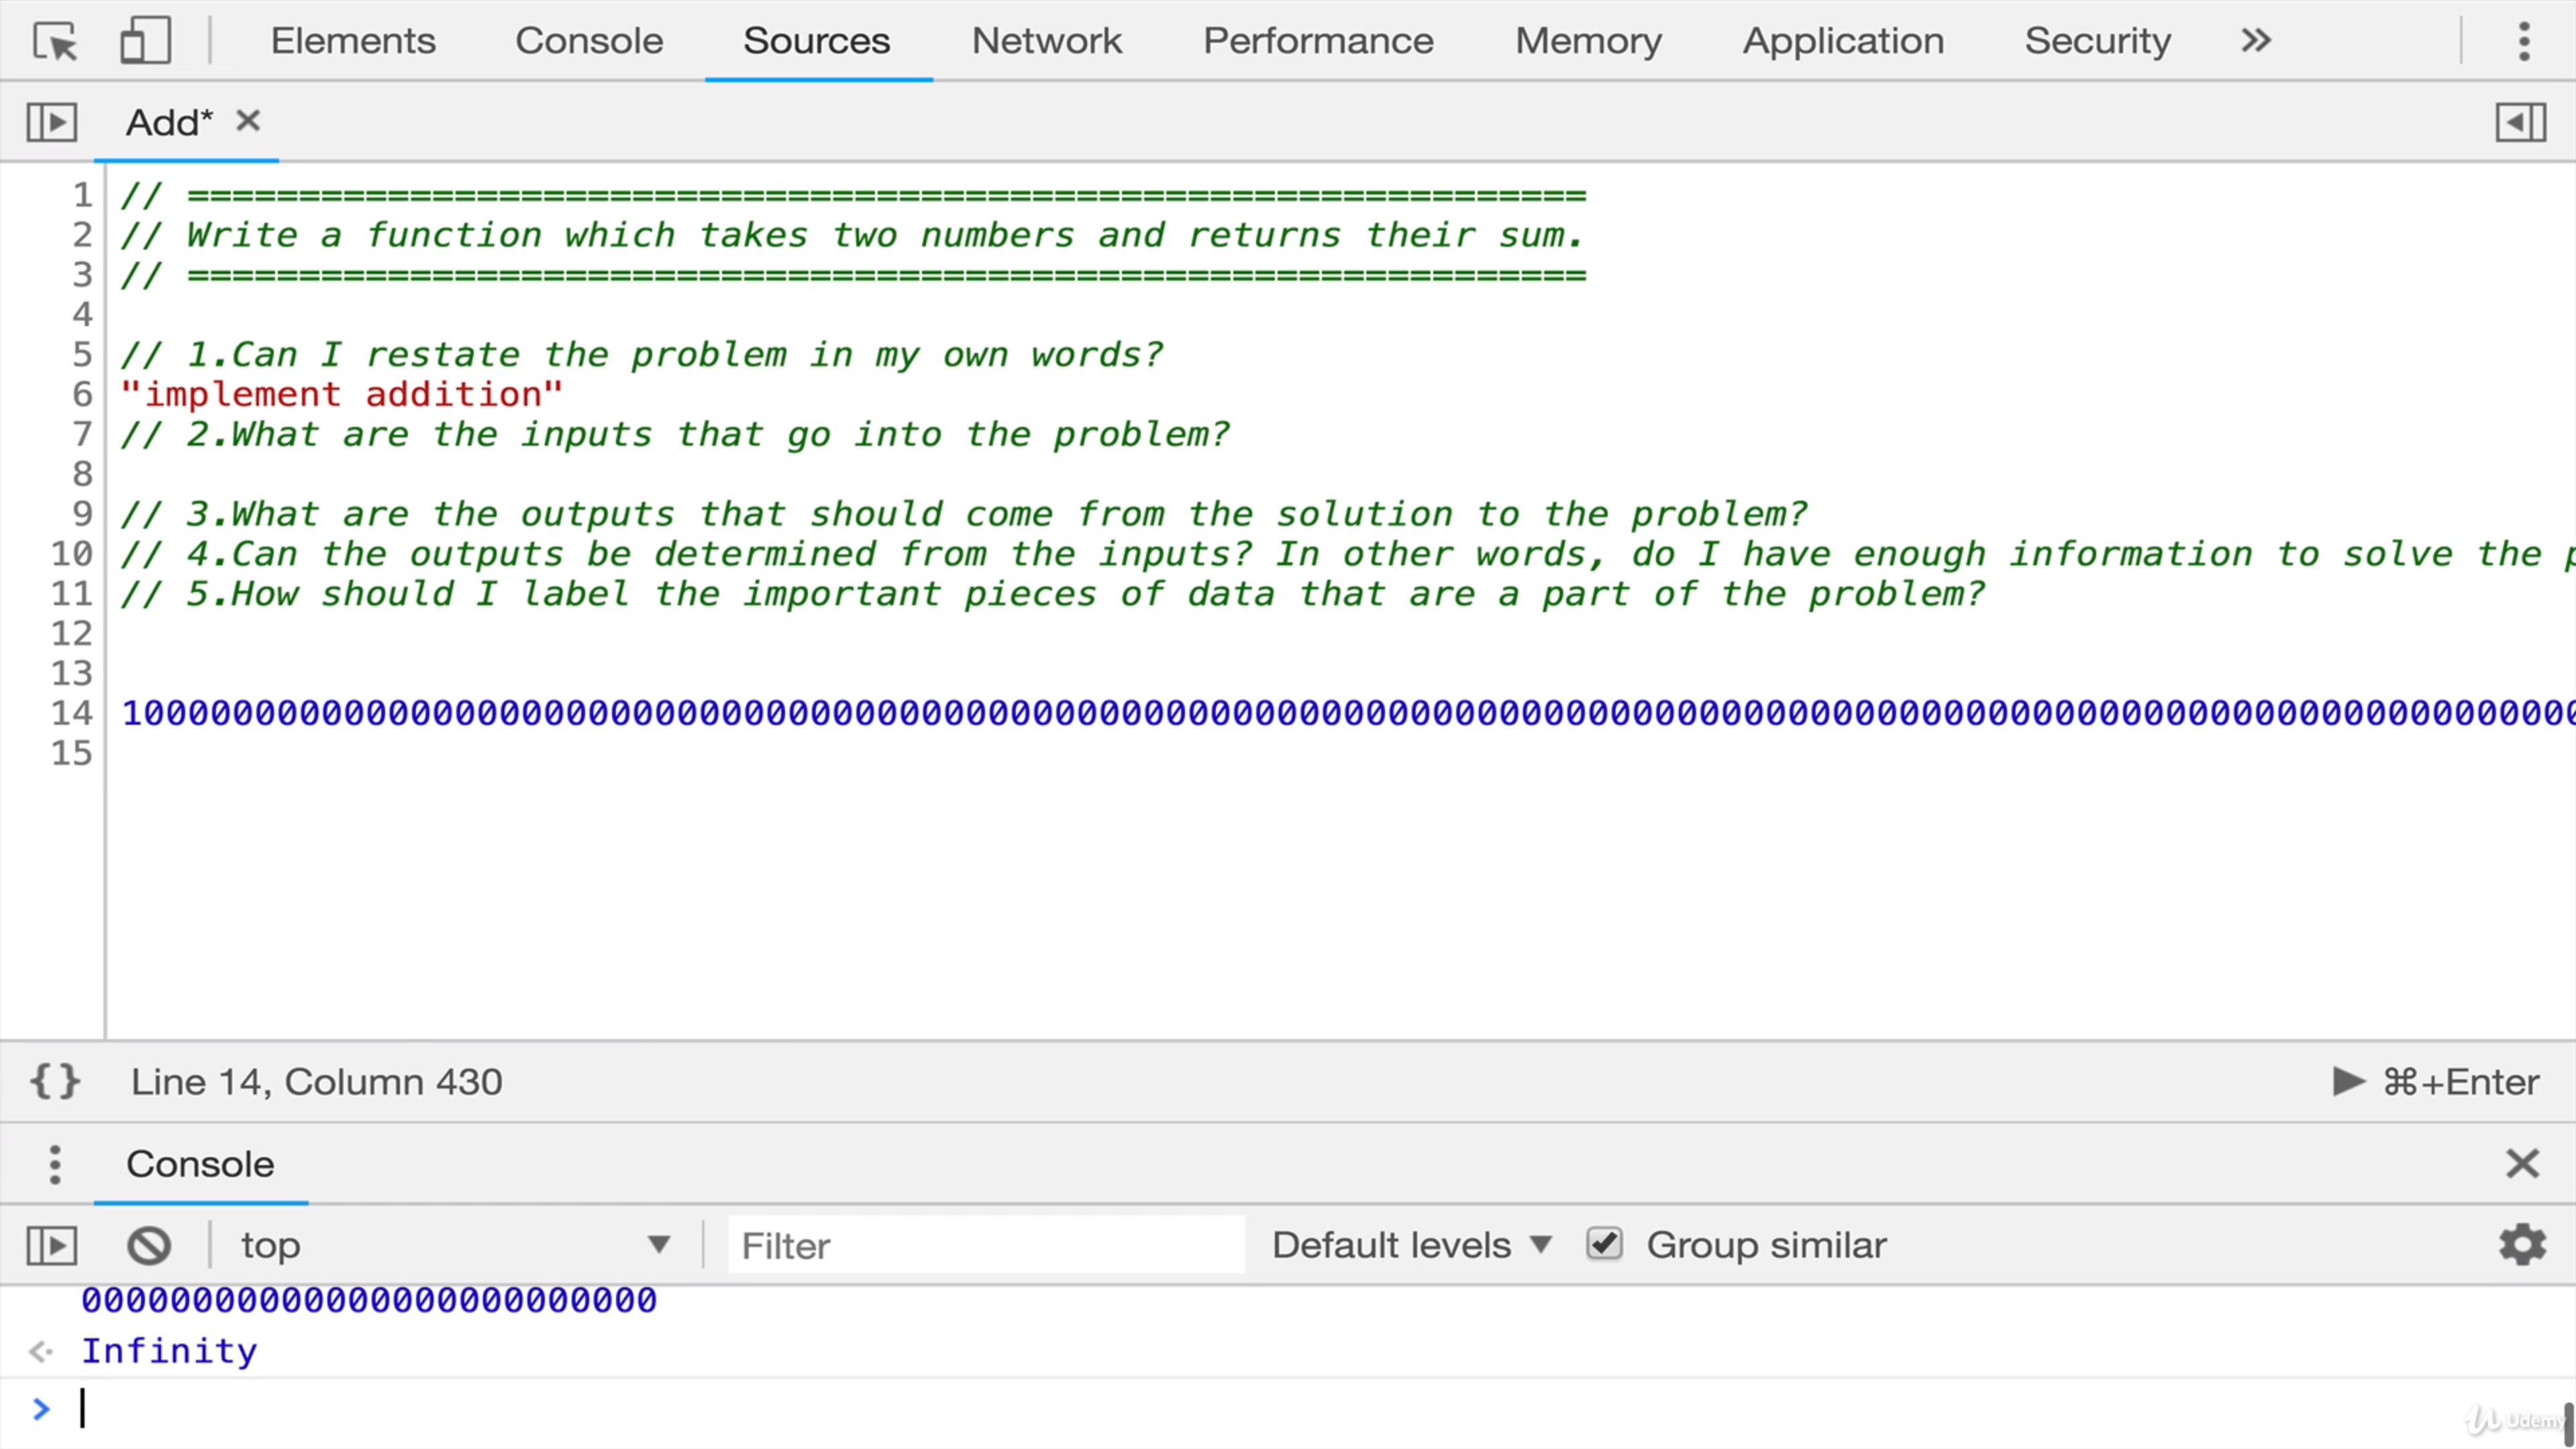 Elements Console Sources Network Performance Memory Application Security »
Add* ×
1 // ===============================================================
2 // Write a function which takes two numbers and returns their sum.
3 // ===============================================================
4
5 // 1.Can I restate the problem in my own words?
6 "implement addition"
7 // 2.What are the inputs that go into the problem?
8
9 // 3.What are the outputs that should come from the solution to the problem?
10 // 4.Can the outputs be determined from the inputs? In other words, do I have enough information to solve the p
11 // 5.How should I label the important pieces of data that are a part of the problem?
12
13
14 10000000000000000000000000000000000000000000000000000000000000000000000000000000000000000000000000000000000000
15
{} Line 14, Column 430 ⌘+Enter
Console
top Filter Default levels Group similar
00000000000000000000000000
Infinity
>
Udemy